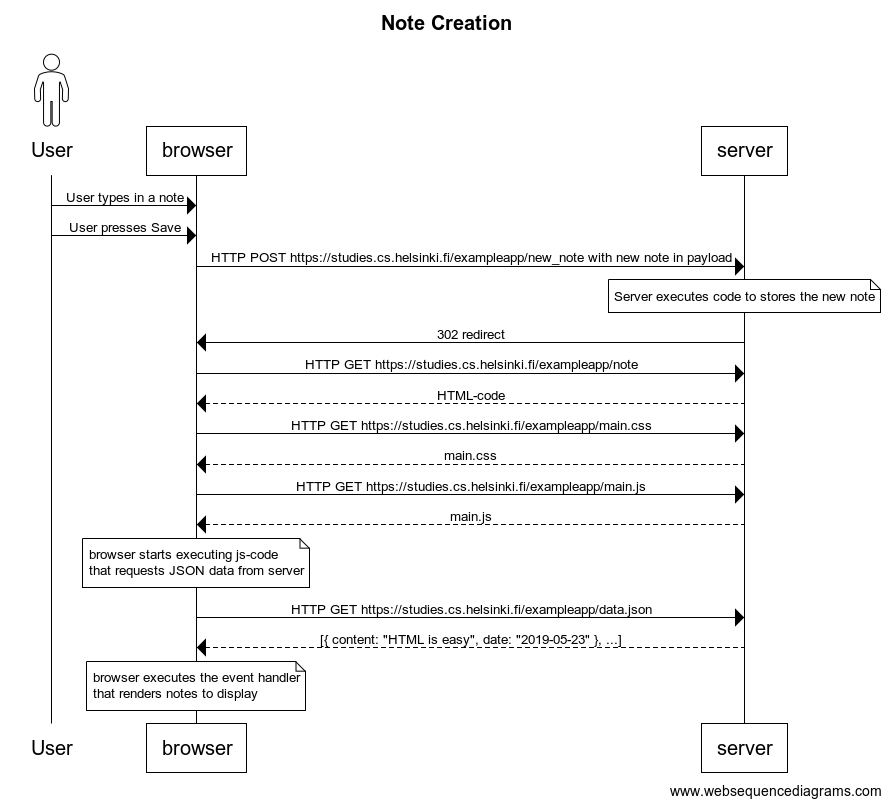 Note Creation
User
browser
server
User types in a note
User presses Save
HTTP POST https://studies.cs.helsinki.fi/exampleapp/new_note with new note in payload
Server executes code to stores the new note
302 redirect
HTTP GET https://studies.cs.helsinki.fi/exampleapp/note
HTML-code
HTTP GET https://studies.cs.helsinki.fi/exampleapp/main.css
main.css
HTTP GET https://studies.cs.helsinki.fi/exampleapp/main.js
main.js
browser starts executing js-code
that requests JSON data from server
HTTP GET https://studies.cs.helsinki.fi/exampleapp/data.json
[{ content: "HTML is easy", date: "2019-05-23" }, ...]
browser executes the event handler
that renders notes to display
User
browser
server
www.websequencediagrams.com